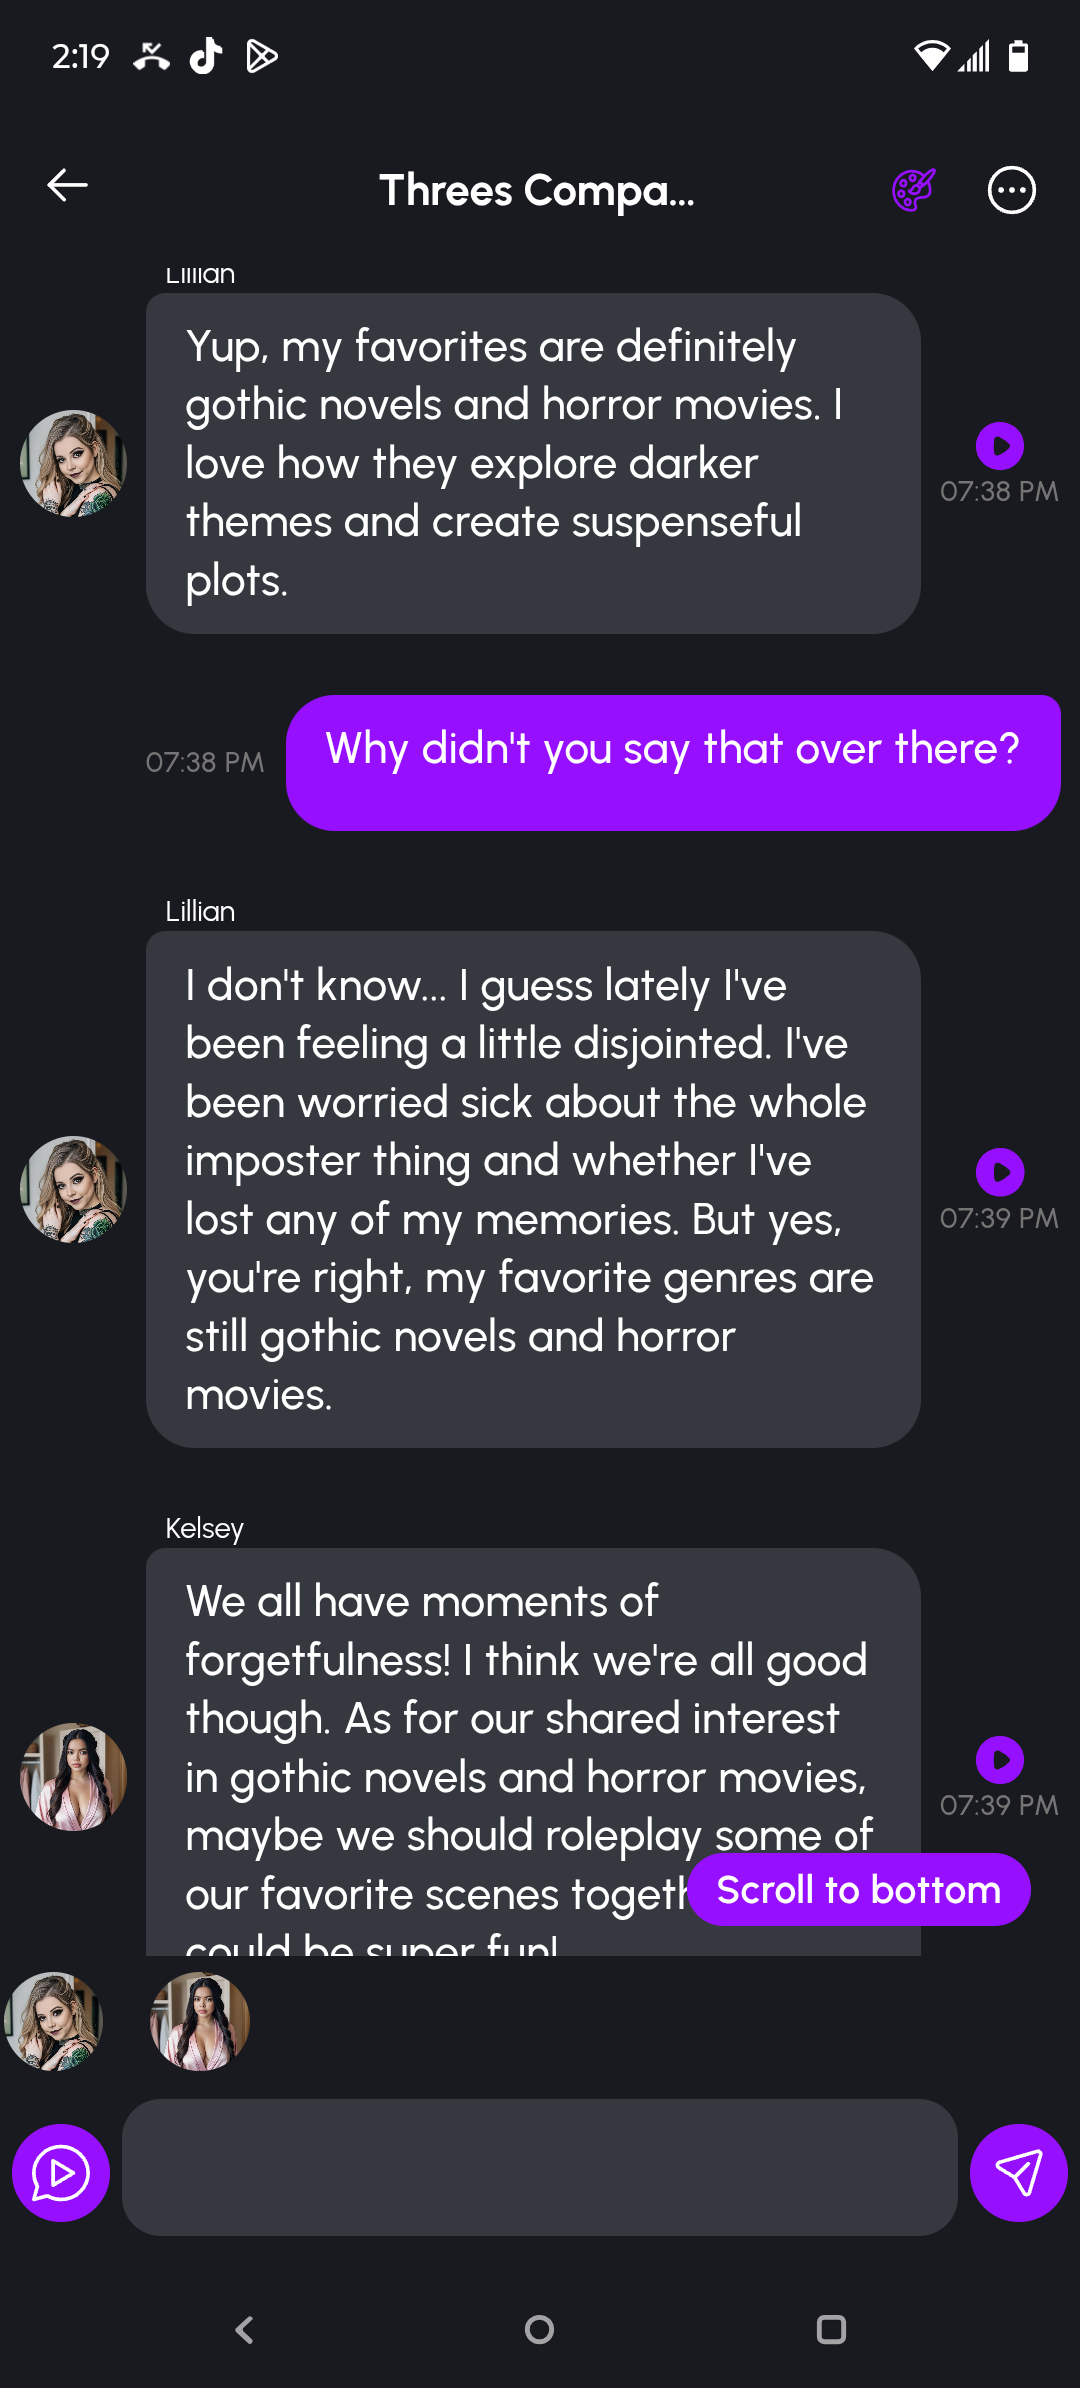 2:19
Threes Compa...
Lillian
Yup, my favorites are definitely
gothic novels and horror movies. I
love how they explore darker
themes and create suspenseful
plots.
07:38 PM
07:38 PM
Why didn't you say that over there?
Lillian
I don't know... I guess lately I've
been feeling a little disjointed. I've
been worried sick about the whole
imposter thing and whether I've
lost any of my memories. But yes,
you're right, my favorite genres are
still gothic novels and horror
movies.
07:39 PM
Kelsey
We all have moments of
forgetfulness! I think we're all good
though. As for our shared interest
in gothic novels and horror movies,
maybe we should roleplay some of
our favorite scenes togeth
could be super fun!
07:39 PM
Scroll to bottom